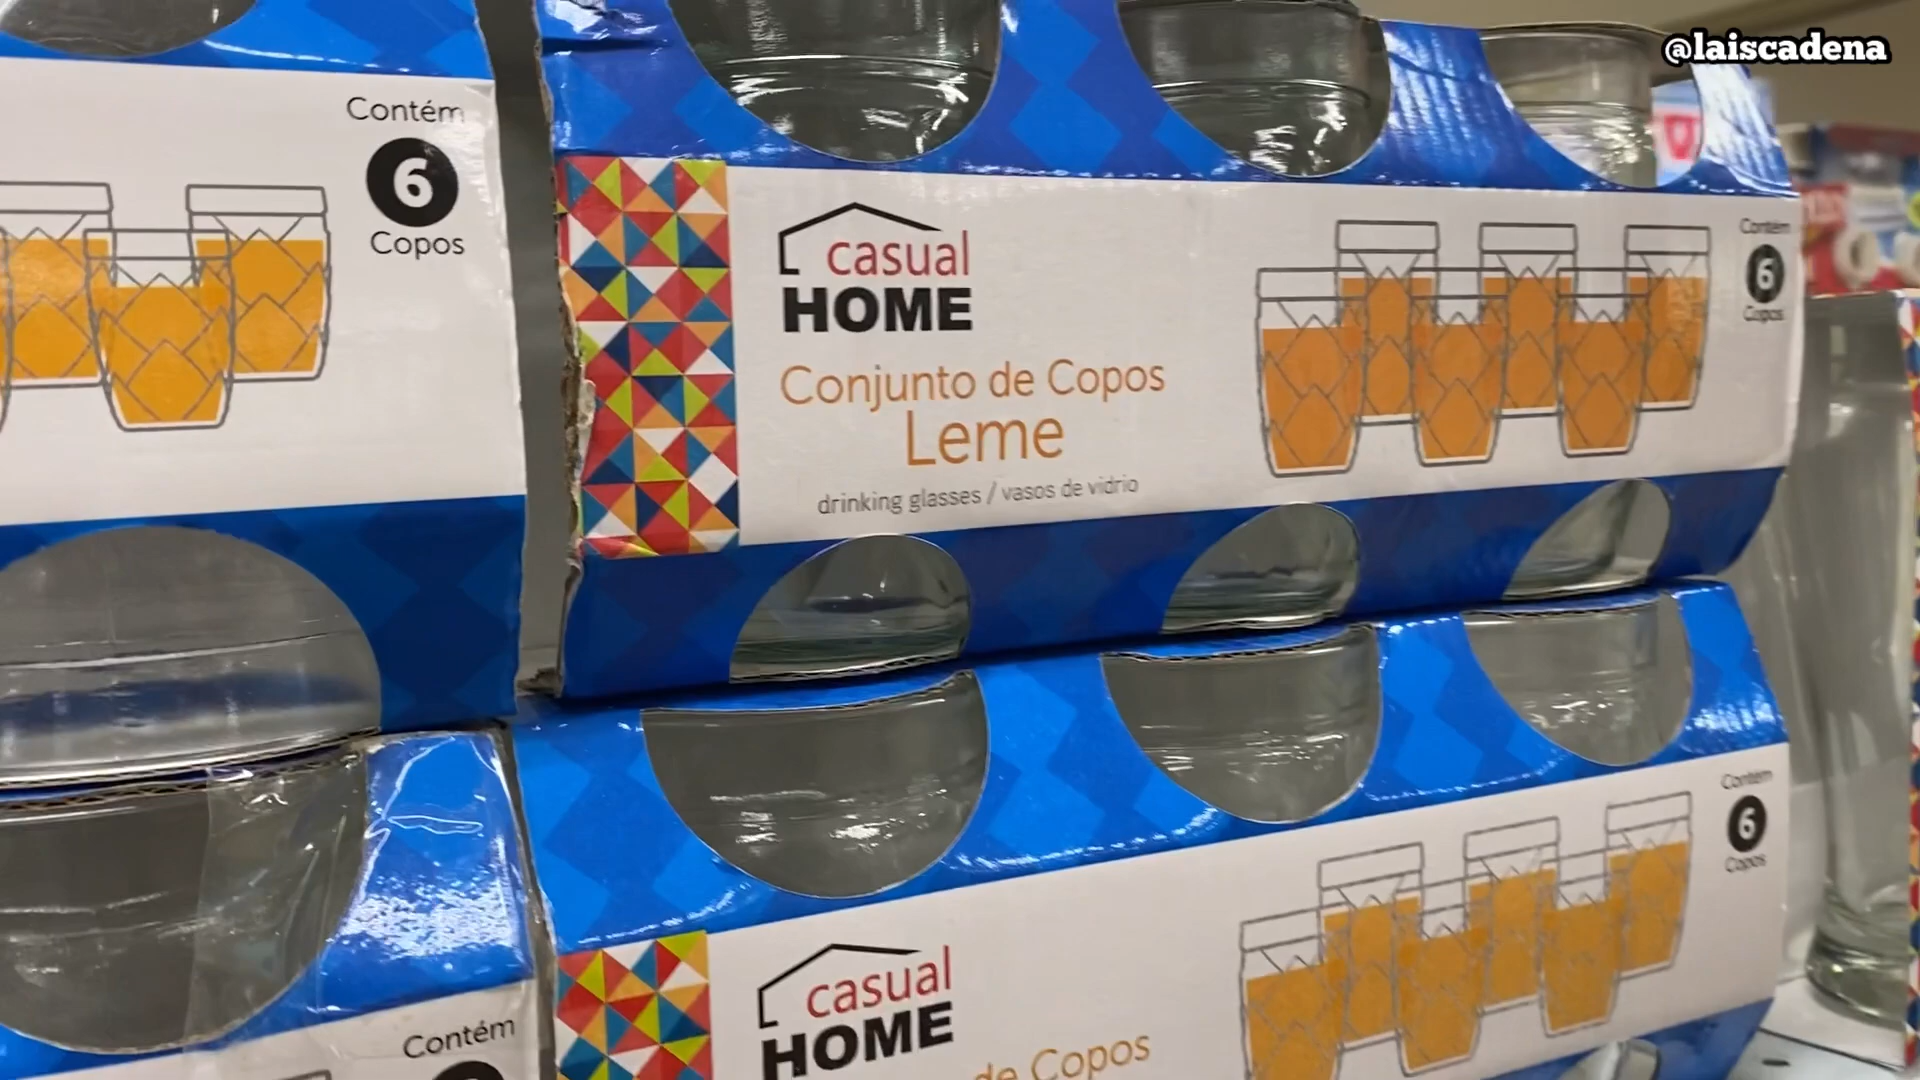 @laiscadena
Contém
6
Copos
casual
HOME
Conjunto de Copos
Leme
drinking glasses / vasos de vidrio
Contém
6
Copos
Contém
casual
HOME
de Copos
Contém
6
Copos